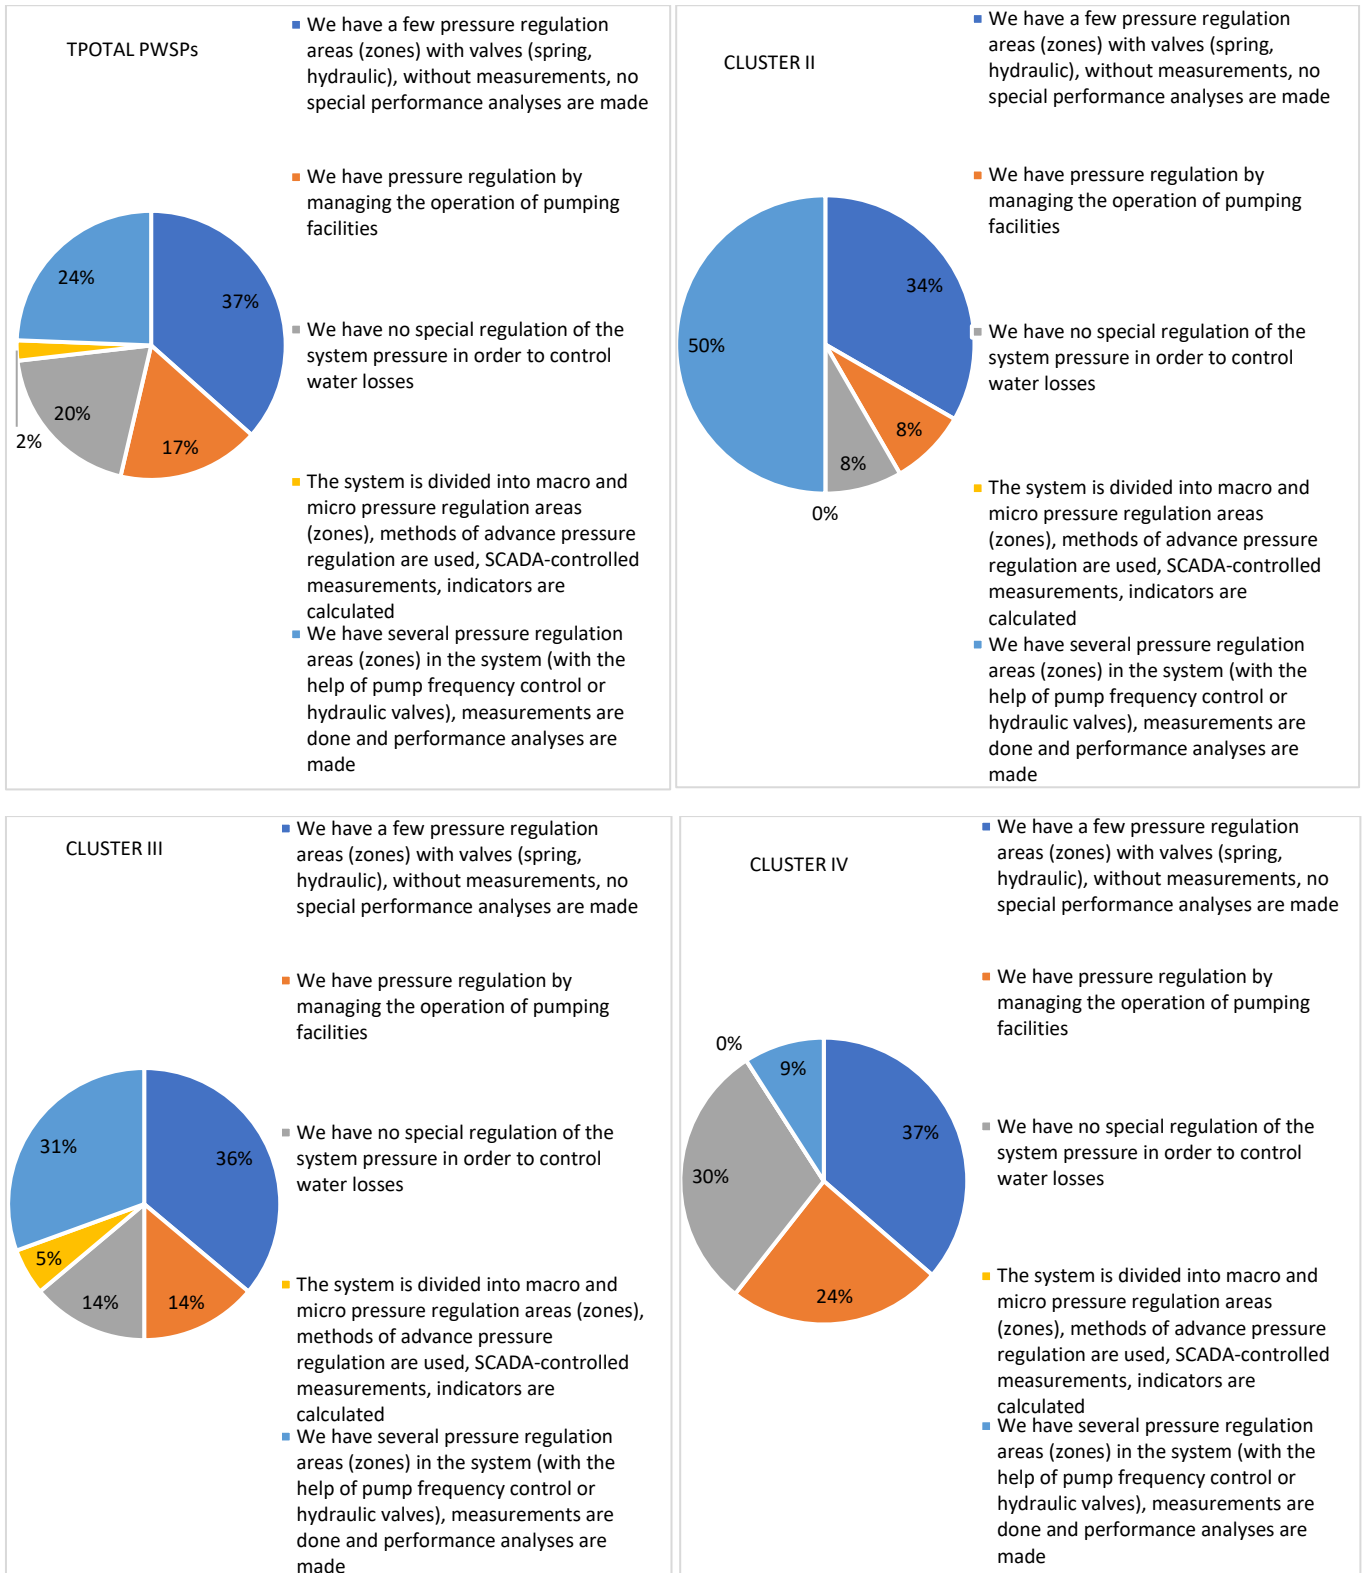 TPOTAL PWSPs
We have a few pressure regulation
areas (zones) with valves (spring,
hydraulic), without measurements, no
special performance analyses are made
We have pressure regulation by
managing the operation of pumping
facilities
We have no special regulation of the
system pressure in order to control
water losses
The system is divided into macro and
micro pressure regulation areas
(zones), methods of advance pressure
regulation are used, SCADA-controlled
measurements, indicators are
calculated
We have several pressure regulation
areas (zones) in the system (with the
help of pump frequency control or
hydraulic valves), measurements are
done and performance analyses are
made
24%
37%
20%
2%
17%
CLUSTER II
We have a few pressure regulation
areas (zones) with valves (spring,
hydraulic), without measurements, no
special performance analyses are made
We have pressure regulation by
managing the operation of pumping
facilities
We have no special regulation of the
system pressure in order to control
water losses
The system is divided into macro and
micro pressure regulation areas
(zones), methods of advance pressure
regulation are used, SCADA-controlled
measurements, indicators are
calculated
We have several pressure regulation
areas (zones) in the system (with the
help of pump frequency control or
hydraulic valves), measurements are
done and performance analyses are
made
34%
50%
8%
8%
0%
CLUSTER III
We have a few pressure regulation
areas (zones) with valves (spring,
hydraulic), without measurements, no
special performance analyses are made
We have pressure regulation by
managing the operation of pumping
facilities
We have no special regulation of the
system pressure in order to control
water losses
The system is divided into macro and
micro pressure regulation areas (zones),
methods of advance pressure
regulation are used, SCADA-controlled
measurements, indicators are
calculated
We have several pressure regulation
areas (zones) in the system (with the
help of pump frequency control or
hydraulic valves), measurements are
done and performance analyses are
made
31%
36%
5%
14%
14%
CLUSTER IV
We have a few pressure regulation
areas (zones) with valves (spring,
hydraulic), without measurements, no
special performance analyses are made
We have pressure regulation by
managing the operation of pumping
facilities
We have no special regulation of the
system pressure in order to control
water losses
The system is divided into macro and
micro pressure regulation areas
(zones), methods of advance pressure
regulation are used, SCADA-controlled
measurements, indicators are
calculated
We have several pressure regulation
areas (zones) in the system (with the
help of pump frequency control or
hydraulic valves), measurements are
done and performance analyses are
made
0%
9%
37%
30%
24%